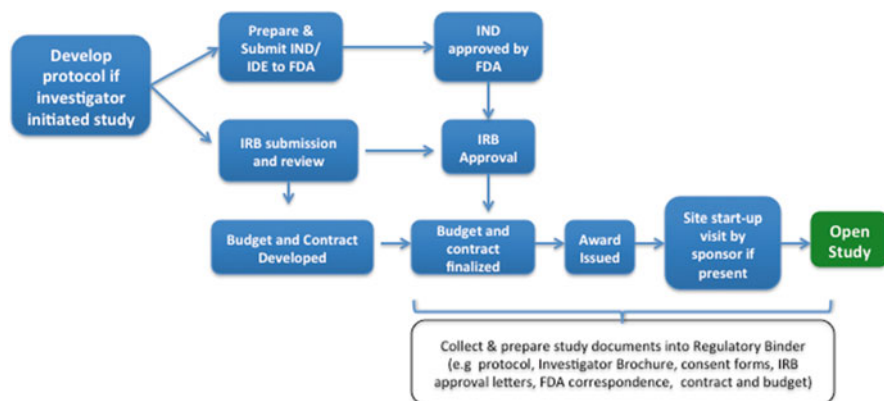 Develop
protocol if
investigator
initiated study
Prepare &
Submit IND/
IDE to FDA
IND
approved by
FDA
IRB submission
and review
IRB
Approval
Budget and Contract
Developed
Budget and
contract
finalized
Award
Issued
Site start-up
visit by
sponsor if
present
Open
Study
Collect & prepare study documents into Regulatory Binder
(e.g protocol, Investigator Brochure, consent forms, IRB
approval letters, FDA correspondence, contract and budget)